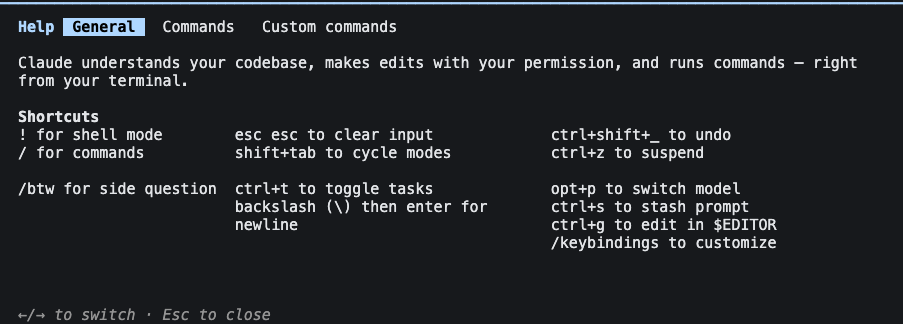 Help General Commands Custom commands
Claude understands your codebase, makes edits with your permission, and runs commands — right
from your terminal.
Shortcuts
! for shell mode esc esc to clear input ctrl+shift+_ to undo
/ for commands shift+tab to cycle modes ctrl+z to suspend
/btw for side question ctrl+t to toggle tasks opt+p to switch model
backslash (\) then enter for ctrl+s to stash prompt
newline ctrl+g to edit in $EDITOR
/keybindings to customize
←/→ to switch · Esc to close